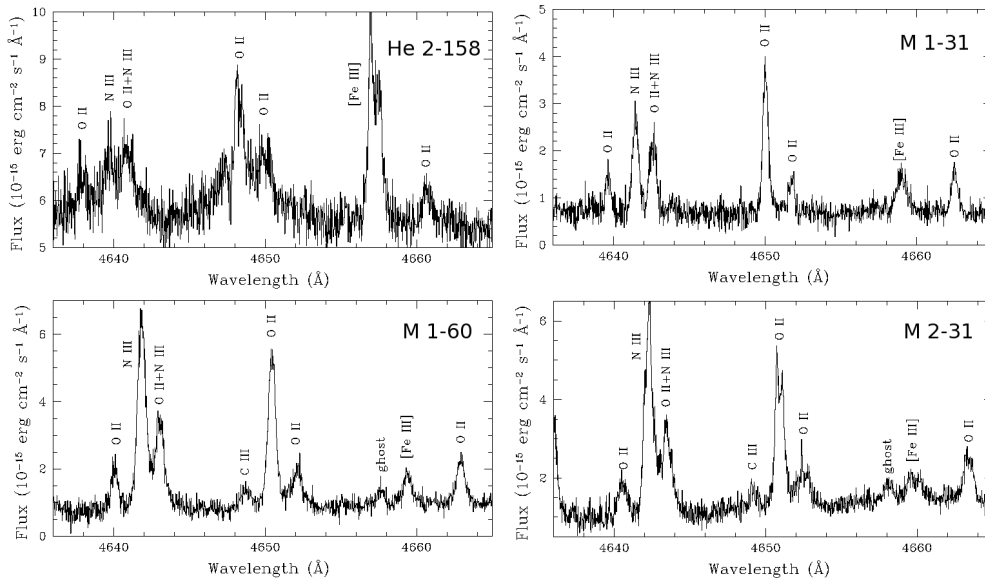 He 2-158
O II
N III
O II+N III
O II
O II
[Fe III]
O II
Flux (10⁻¹⁵ erg cm⁻² s⁻¹ Å⁻¹)
10
9
8
7
6
5
4640
4650
4660
Wavelength (Å)
M 1-31
O II
N III
O II+N III
O II
O II
[Fe III]
O II
Flux (10⁻¹⁵ erg cm⁻² s⁻¹ Å⁻¹)
5
4
3
2
1
0
4640
4650
4660
Wavelength (Å)
M 1-60
O II
N III
O II+N III
C III
O II
O II
ghost
[Fe III]
O II
Flux (10⁻¹⁵ erg cm⁻² s⁻¹ Å⁻¹)
6
4
2
0
4640
4650
4660
Wavelength (Å)
M 2-31
O II
N III
O II+N III
C III
O II
O II
ghost
[Fe III]
O II
Flux (10⁻¹⁵ erg cm⁻² s⁻¹ Å⁻¹)
6
4
2
4640
4650
4660
Wavelength (Å)